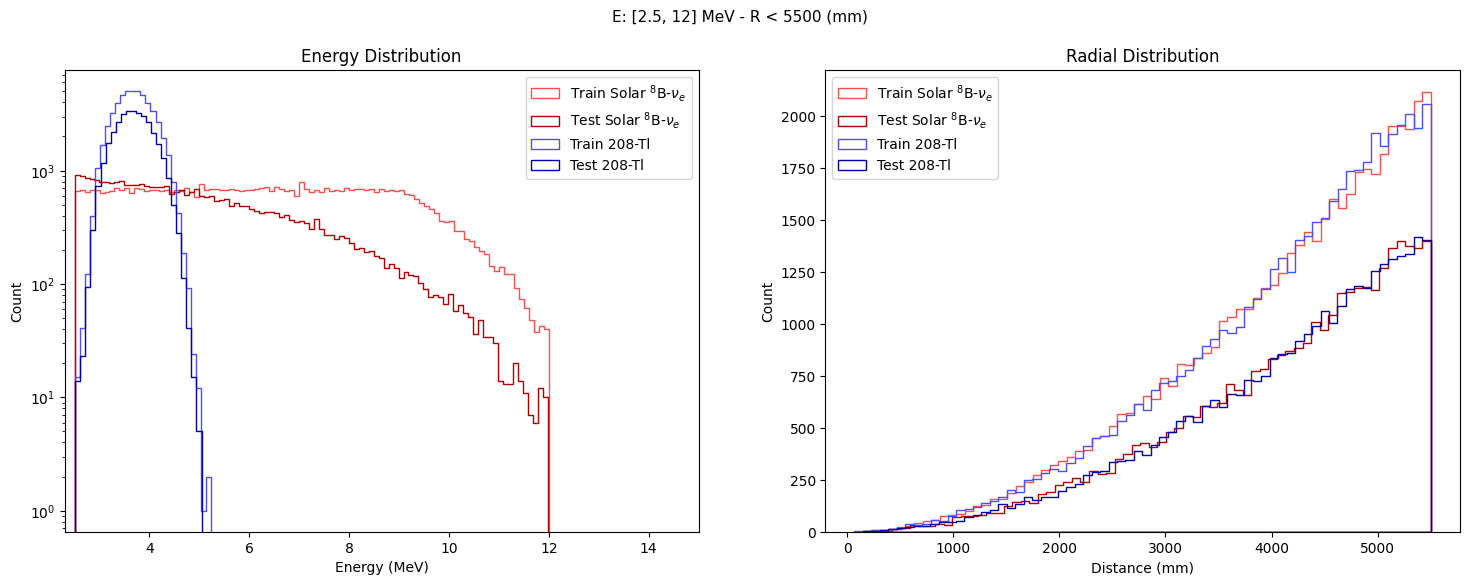 E: [2.5, 12] MeV - R < 5500 (mm)
Energy Distribution
Count
10³
10²
10¹
10⁰
4 6 8 10 12 14
Energy (MeV)
Train Solar ⁸B-νₑ
Test Solar ⁸B-νₑ
Train 208-Tl
Test 208-Tl
Radial Distribution
Count
2000
1750
1500
1250
1000
750
500
250
0
0 1000 2000 3000 4000 5000
Distance (mm)
Train Solar ⁸B-νₑ
Test Solar ⁸B-νₑ
Train 208-Tl
Test 208-Tl